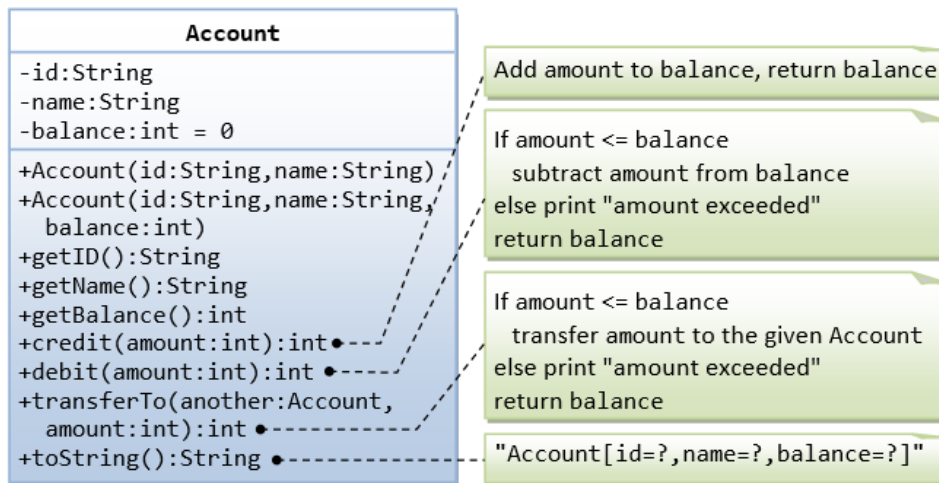 Account
-id:String
-name:String
-balance:int = 0
+Account(id:String,name:String)
+Account(id:String,name:String,
balance:int)
+getID():String
+getName():String
+getBalance():int
+credit(amount:int):int
+debit(amount:int):int
+transferTo(another:Account,
amount:int):int
+toString():String
Add amount to balance, return balance
If amount <= balance
subtract amount from balance
else print "amount exceeded"
return balance
If amount <= balance
transfer amount to the given Account
else print "amount exceeded"
return balance
"Account[id=?,name=?,balance=?]"